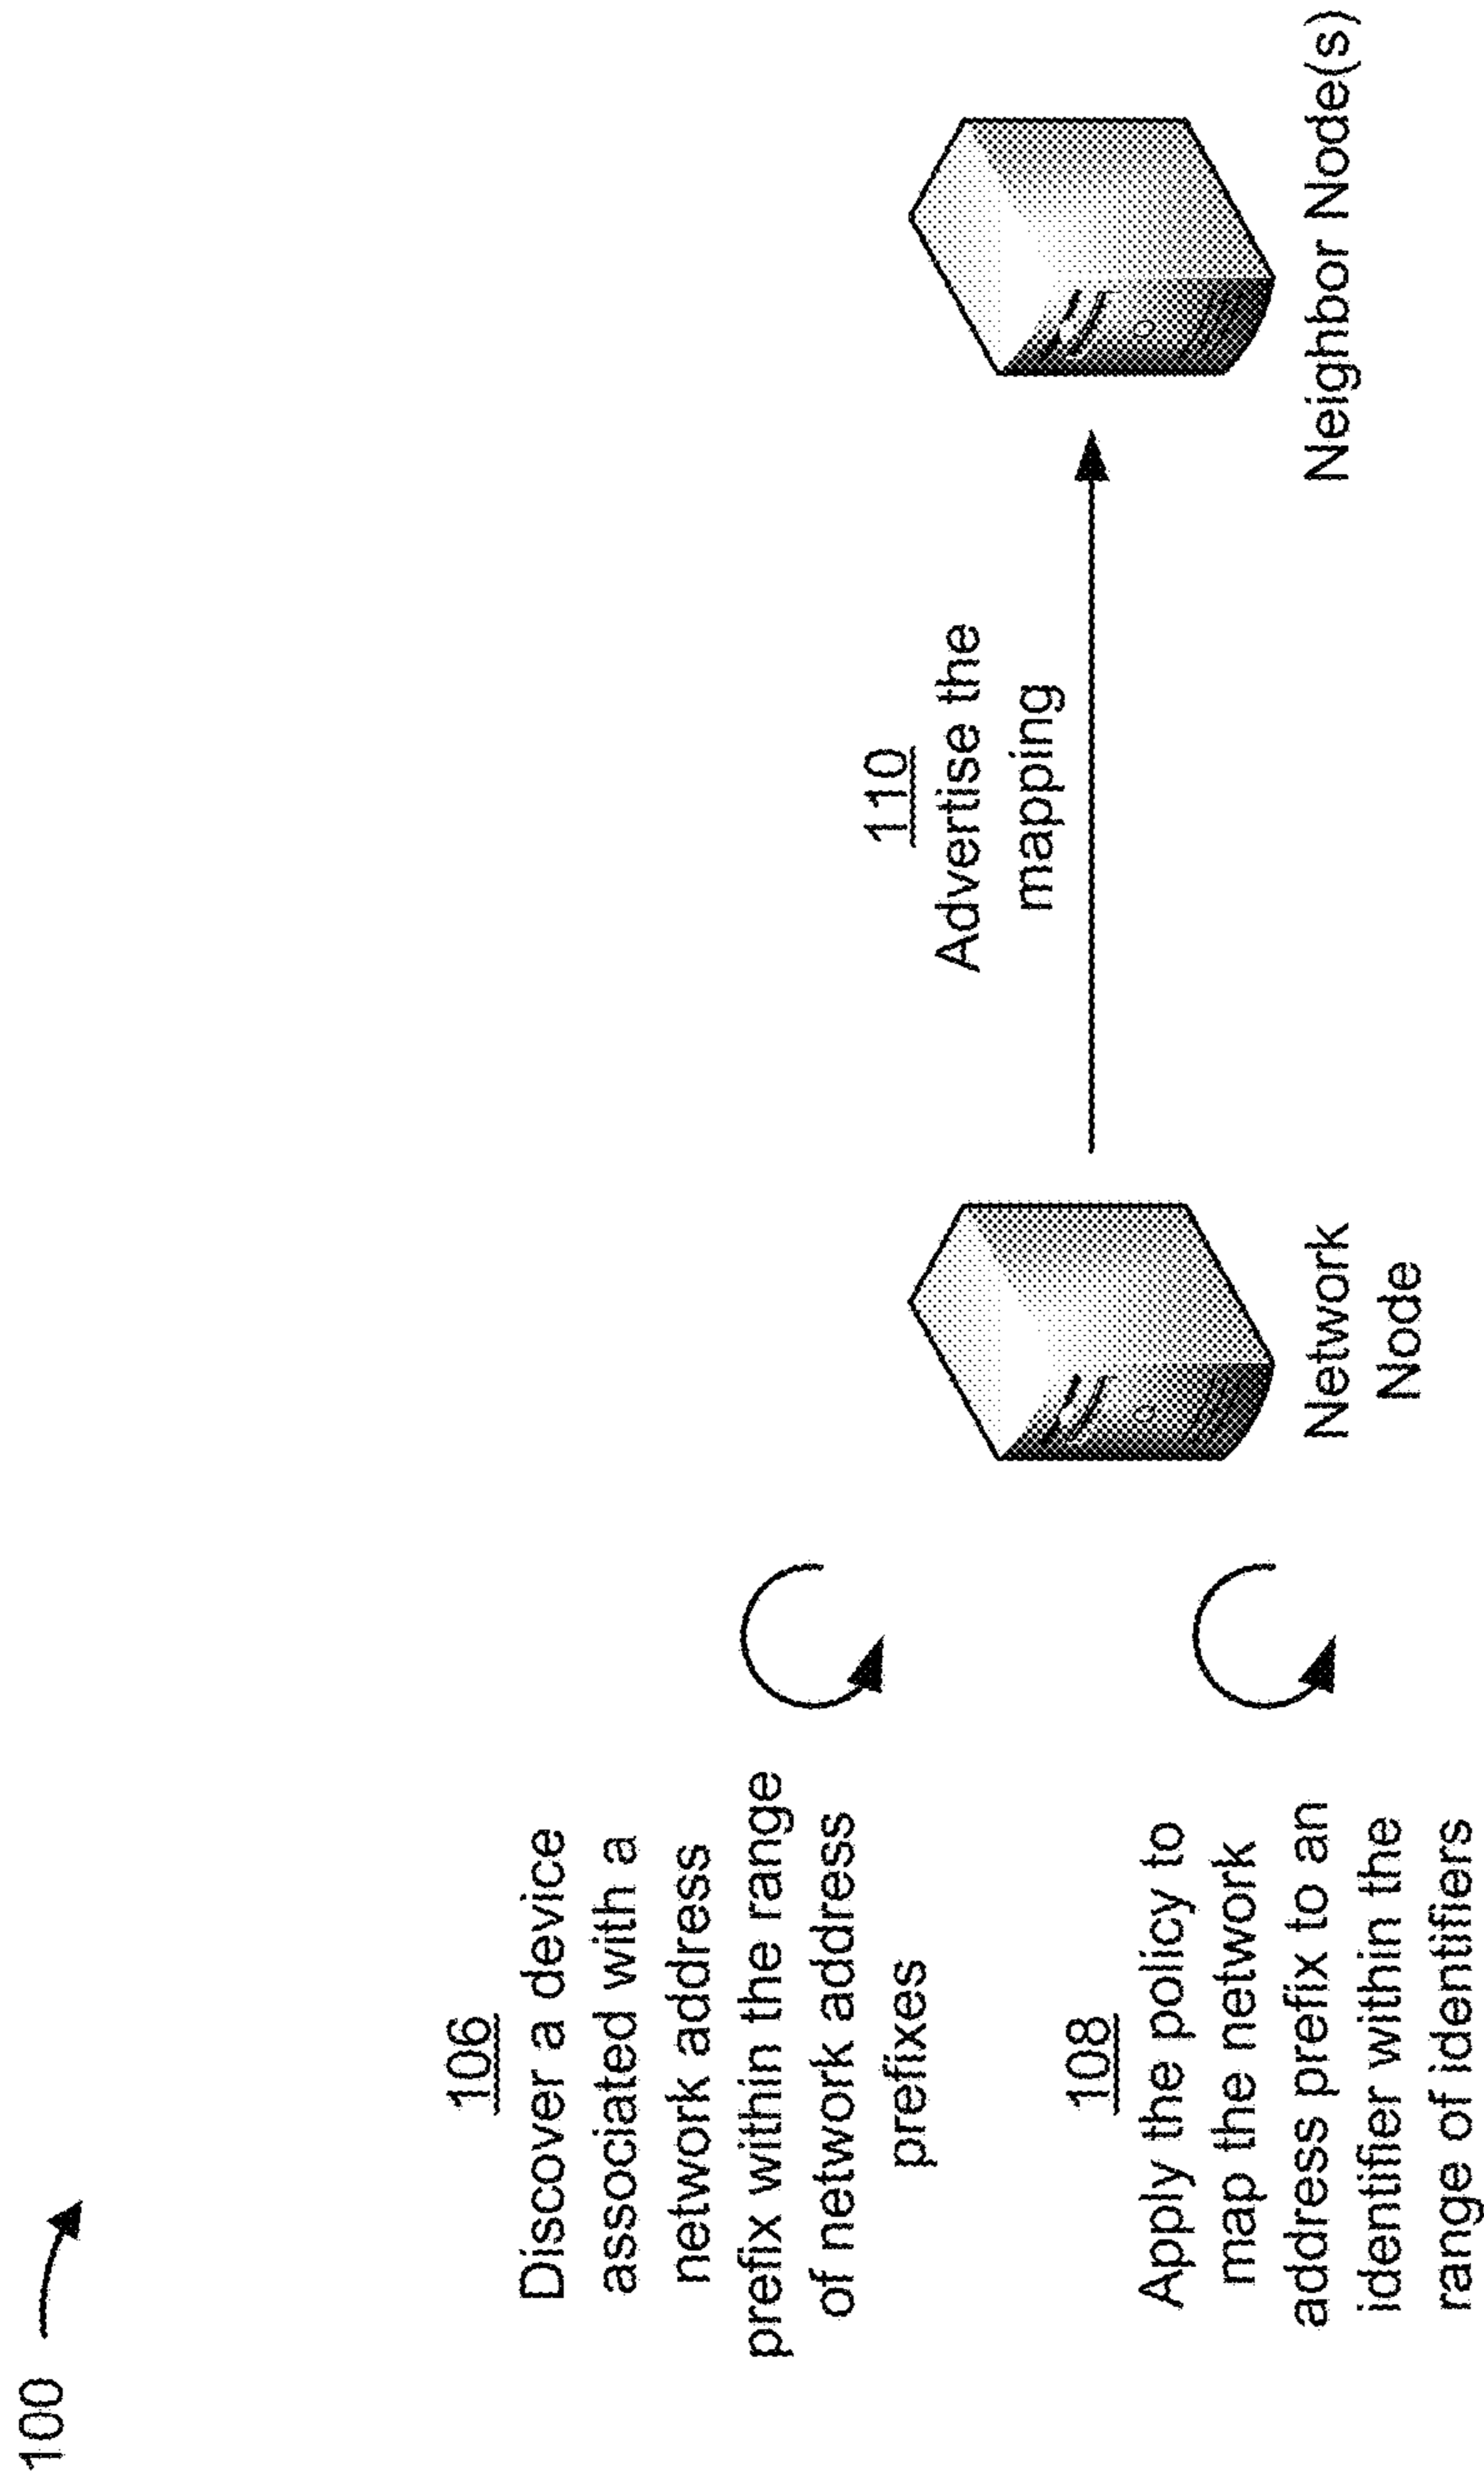 100
106
Discover a device
associated with a
network address
prefix within the range
of network address
prefixes
108
Apply the policy to
map the network
address prefix to an
identifier within the
range of identifiers
Network
Node
110
Advertise the
mapping
Neighbor Node(s)